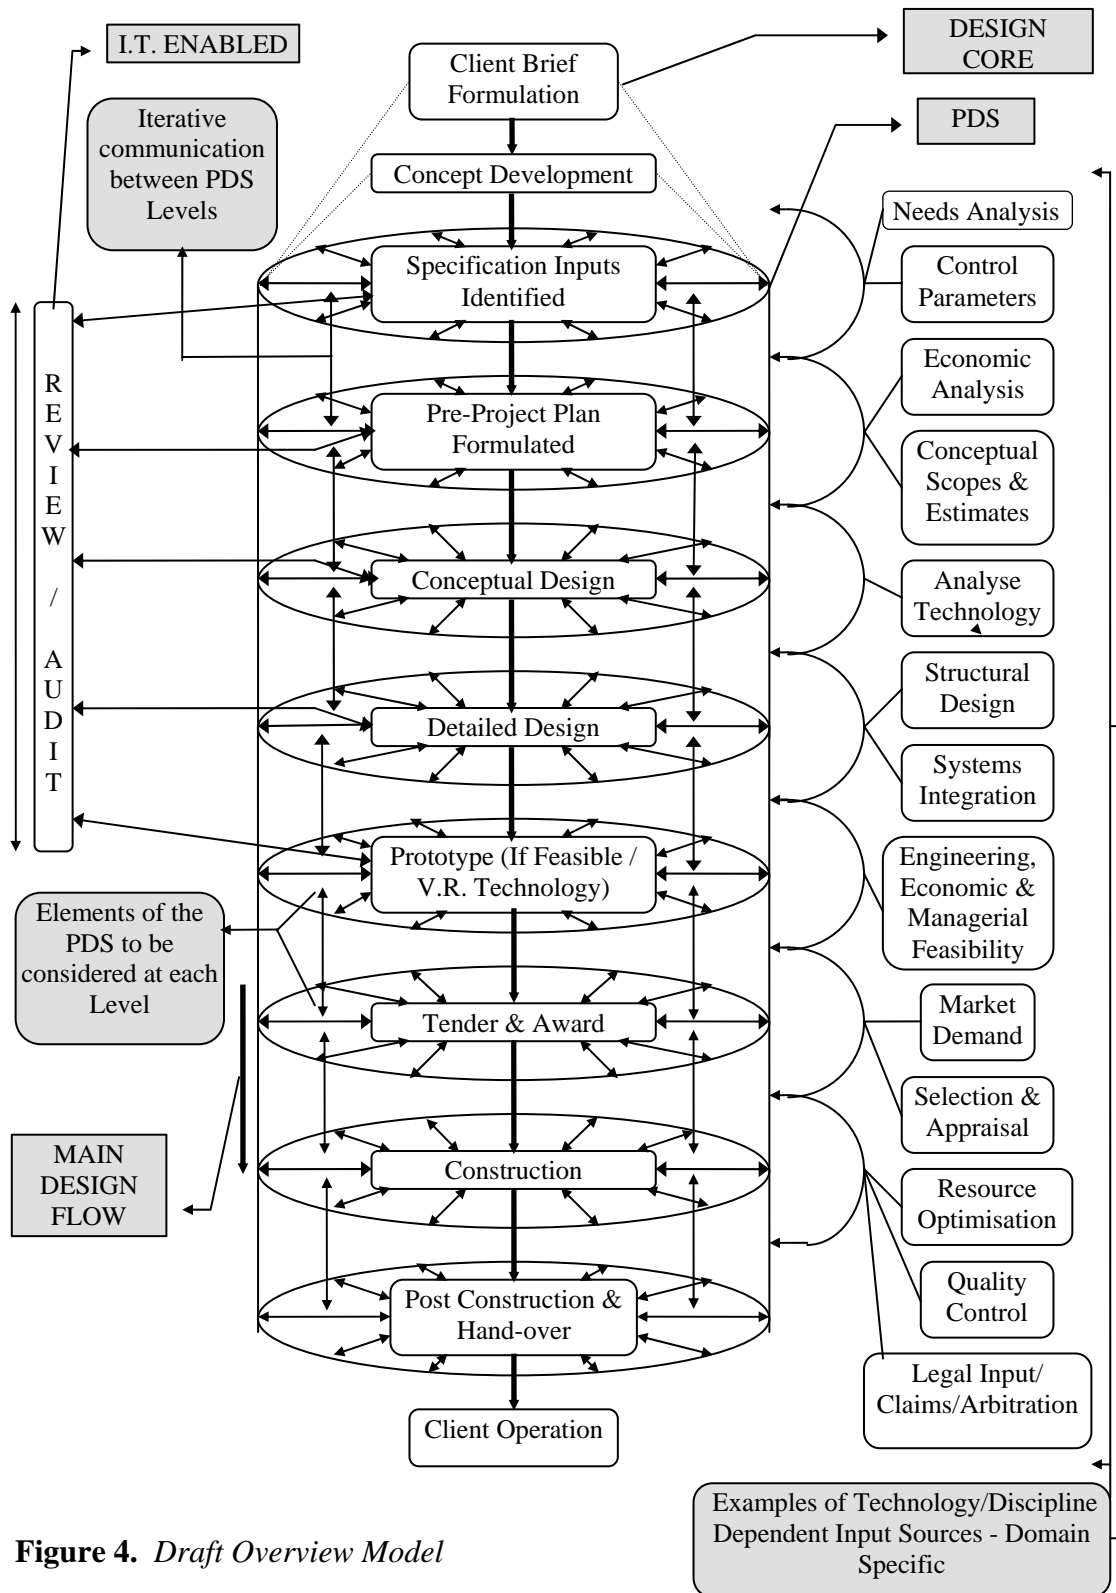 I.T. ENABLED
DESIGN
CORE
Client Brief
Formulation
Iterative
communication
between PDS
Levels
PDS
Concept Development
Needs Analysis
Specification Inputs
Identified
Control
Parameters
Economic
Analysis
Pre-Project Plan
Formulated
Conceptual
Scopes &
Estimates
R
E
V
I
E
W
/
A
U
D
I
T
Conceptual Design
Analyse
Technology
Structural
Design
Detailed Design
Systems
Integration
Prototype (If Feasible /
V.R. Technology)
Engineering,
Economic &
Managerial
Feasibility
Elements of the
PDS to be
considered at each
Level
Tender & Award
Market
Demand
Selection &
Appraisal
MAIN
DESIGN
FLOW
Construction
Resource
Optimisation
Quality
Control
Post Construction &
Hand-over
Legal Input/
Claims/Arbitration
Client Operation
Examples of Technology/Discipline
Dependent Input Sources - Domain
Specific
Figure 4. Draft Overview Model